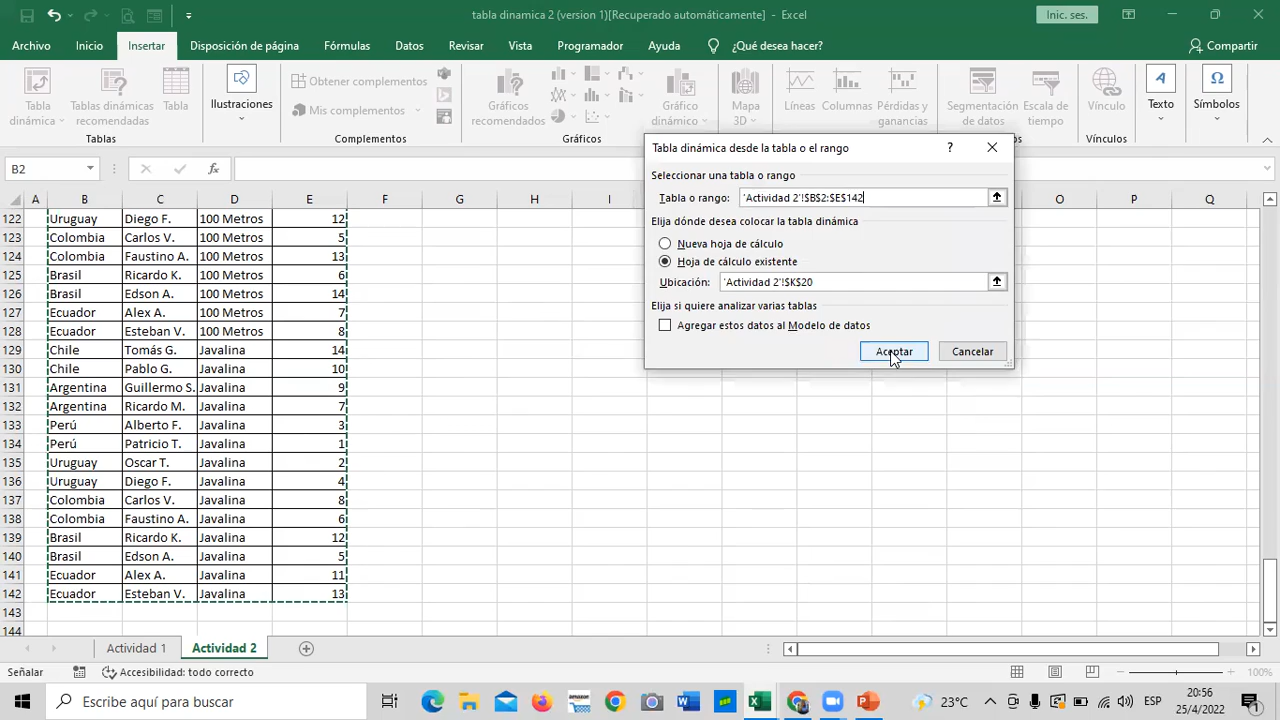 tabla dinamica 2 (version 1)[Recuperado automáticamente] - Excel
Inic. ses.
Archivo Inicio Insertar Disposición de página Fórmulas Datos Revisar Vista Programador Ayuda ¿Qué desea hacer? Compartir
Tabla dinámica
Tablas dinámicas recomendadas
Tabla
Ilustraciones
Obtener complementos
Mis complementos
Gráficos recomendados
Gráfico dinámico
Mapa 3D
Líneas
Columnas
Pérdidas y ganancias
Segmentación de datos
Escala de tiempo
Vínculo
Texto
Símbolos
Tablas Complementos Gráficos Vínculos
B2 fx
Tabla dinámica desde la tabla o el rango ?
Seleccionar una tabla o rango
Tabla o rango: 'Actividad 2'!$B$2:$E$142
Elija dónde desea colocar la tabla dinámica
Nueva hoja de cálculo
Hoja de cálculo existente
Ubicación: 'Actividad 2'!$K$20
Elija si quiere analizar varias tablas
Agregar estos datos al Modelo de datos
Aceptar Cancelar
A B C D E F G H I J K L M N O P Q
122 Uruguay Diego F. 100 Metros 12
123 Colombia Carlos V. 100 Metros 5
124 Colombia Faustino A. 100 Metros 13
125 Brasil Ricardo K. 100 Metros 6
126 Brasil Edson A. 100 Metros 14
127 Ecuador Alex A. 100 Metros 7
128 Ecuador Esteban V. 100 Metros 8
129 Chile Tomás G. Javalina 14
130 Chile Pablo G. Javalina 10
131 Argentina Guillermo S. Javalina 9
132 Argentina Ricardo M. Javalina 7
133 Perú Alberto F. Javalina 3
134 Perú Patricio T. Javalina 1
135 Uruguay Oscar T. Javalina 2
136 Uruguay Diego F. Javalina 4
137 Colombia Carlos V. Javalina 8
138 Colombia Faustino A. Javalina 6
139 Brasil Ricardo K. Javalina 12
140 Brasil Edson A. Javalina 5
141 Ecuador Alex A. Javalina 11
142 Ecuador Esteban V. Javalina 13
143
144
Actividad 1 Actividad 2
Señalar Accesibilidad: todo correcto 100%
Escribe aquí para buscar 23°C ESP 20:56
25/4/2022